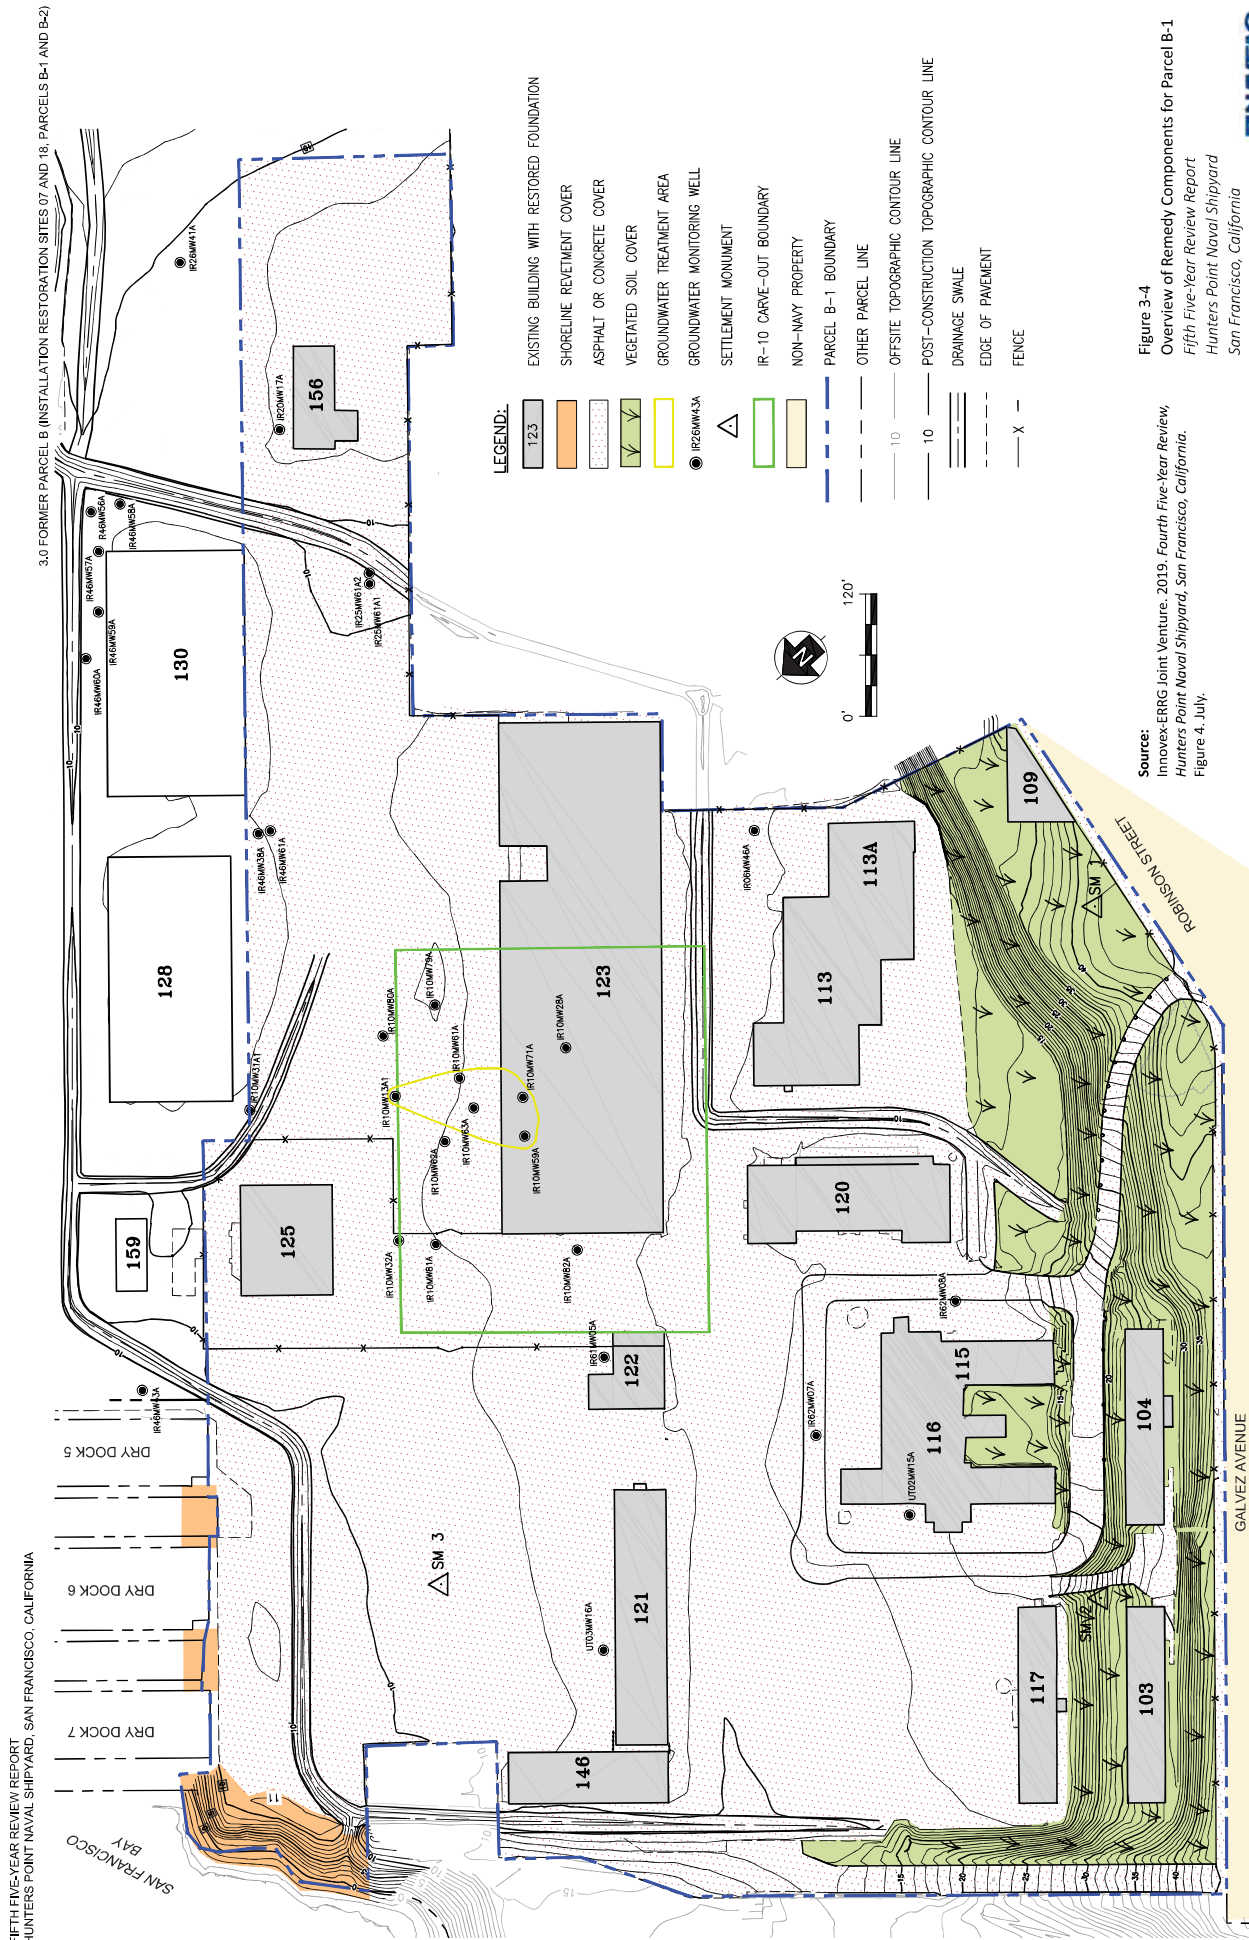 3.0 FORMER PARCEL B (INSTALLATION RESTORATION SITES 07 AND 18, PARCELS B-1 AND B-2)
FIFTH FIVE-YEAR REVIEW REPORT
HUNTERS POINT NAVAL SHIPYARD, SAN FRANCISCO, CALIFORNIA
SAN FRANCISCO
BAY
DRY DOCK 7
DRY DOCK 6
DRY DOCK 5
IR46MW43A
159
125
128
130
156
IR26MW41A
IR20MW17A
R46MW56A
IR46MW58A
IR46MW57A
IR46MW59A
IR46MW60A
IR25MW61A2
IR25MW61A1
IR46MW38A
IR46MW61A
IR10MW31A1
IR10MW80A
IR10MW79A
IR10MW13A1
IR10MW61A
IR10MW63A
IR10MW62A
IR10MW71A
IR10MW59A
IR10MW28A
IR10MW32A
IR10MW81A
IR10MW82A
123
IR61MW05A
122
SM 3
UT03MW16A
121
146
IR06MW46A
113A
113
109
120
IR62MW08A
IR62MW07A
115
116
UT02MW15A
117
103
104
SM 1
ROBINSON STREET
GALVEZ AVENUE
LEGEND:
123
EXISTING BUILDING WITH RESTORED FOUNDATION
SHORELINE REVETMENT COVER
ASPHALT OR CONCRETE COVER
VEGETATED SOIL COVER
GROUNDWATER TREATMENT AREA
IR26MW43A
GROUNDWATER MONITORING WELL
SETTLEMENT MONUMENT
IR-10 CARVE-OUT BOUNDARY
NON-NAVY PROPERTY
PARCEL B-1 BOUNDARY
OTHER PARCEL LINE
10
OFFSITE TOPOGRAPHIC CONTOUR LINE
10
POST-CONSTRUCTION TOPOGRAPHIC CONTOUR LINE
DRAINAGE SWALE
EDGE OF PAVEMENT
X
FENCE
N
0'
120'
Source:
Innovex-ERRG Joint Venture. 2019. Fourth Five-Year Review,
Hunters Point Naval Shipyard, San Francisco, California.
Figure 4. July.
Figure 3-4
Overview of Remedy Components for Parcel B-1
Fifth Five-Year Review Report
Hunters Point Naval Shipyard
San Francisco, California